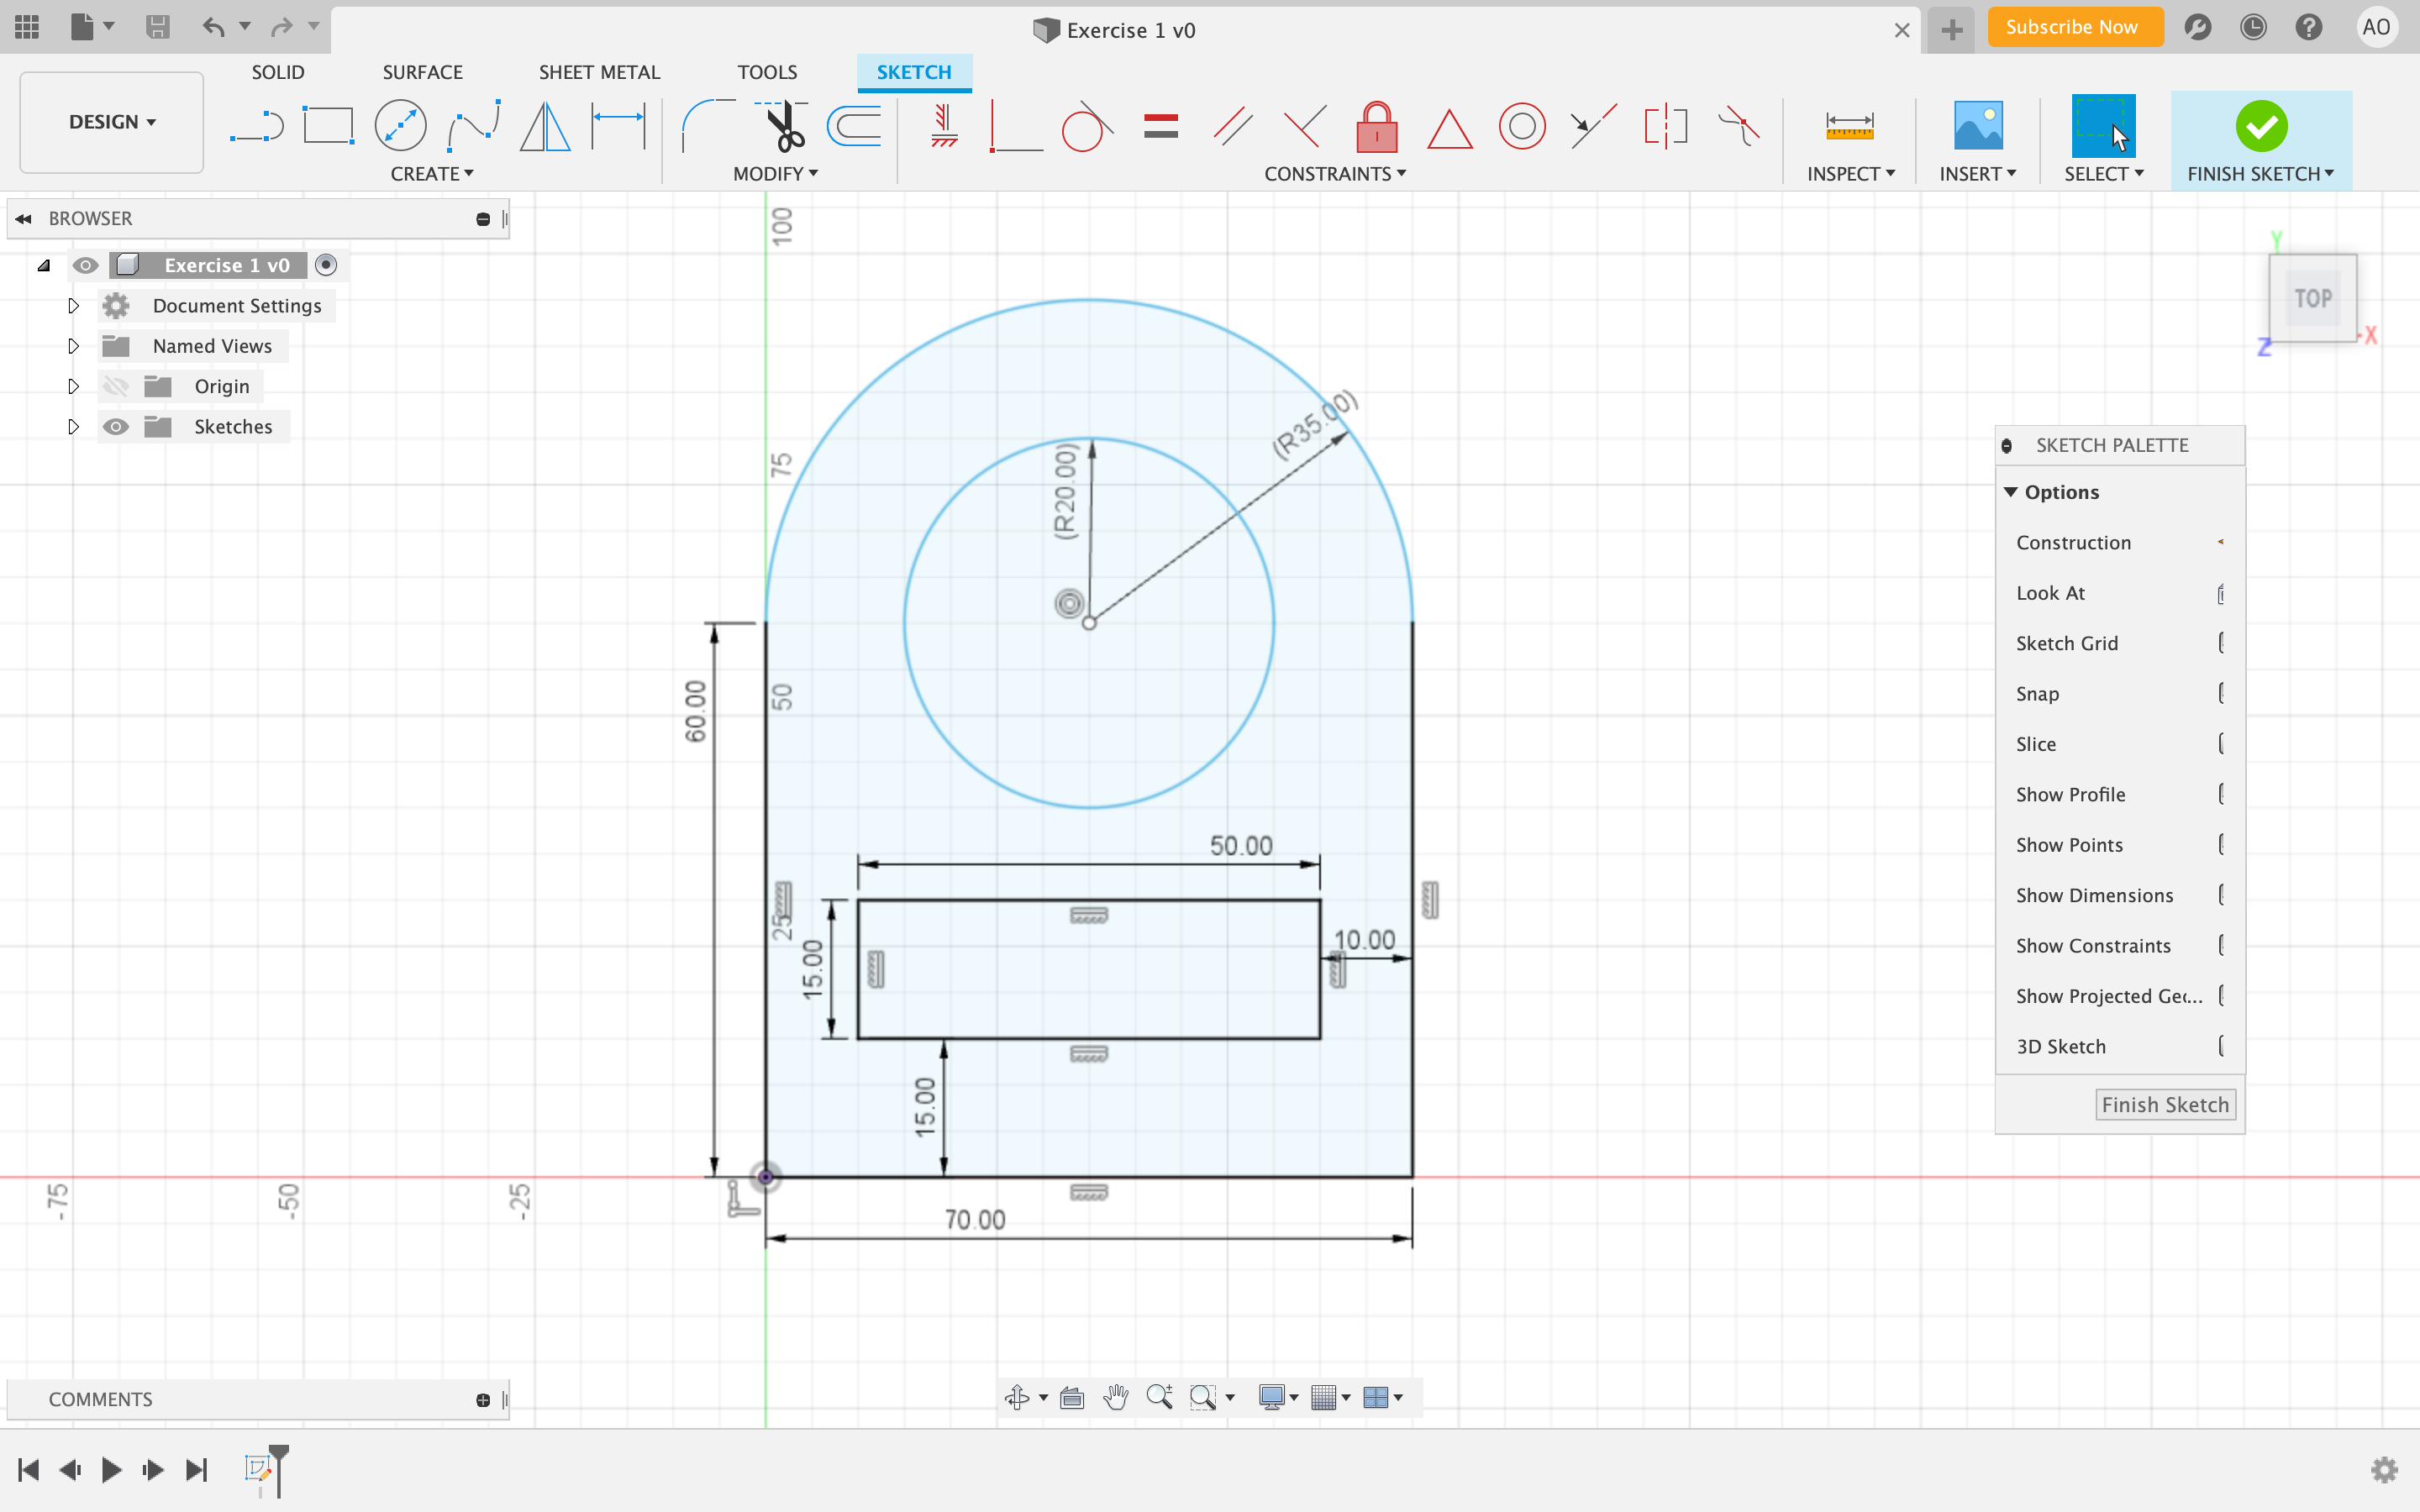 Exercise 1 v0
Subscribe Now
AO
SOLID
SURFACE
SHEET METAL
TOOLS
SKETCH
DESIGN
CREATE
MODIFY
CONSTRAINTS
INSPECT
INSERT
SELECT
FINISH SKETCH
BROWSER
Exercise 1 v0
Document Settings
Named Views
Origin
Sketches
100
75
50
25
-75
-50
-25
(R20.00)
(R35.00)
60.00
50.00
15.00
10.00
15.00
70.00
Y
TOP
X
Z
SKETCH PALETTE
Options
Construction
Look At
Sketch Grid
Snap
Slice
Show Profile
Show Points
Show Dimensions
Show Constraints
Show Projected Geo...
3D Sketch
Finish Sketch
COMMENTS